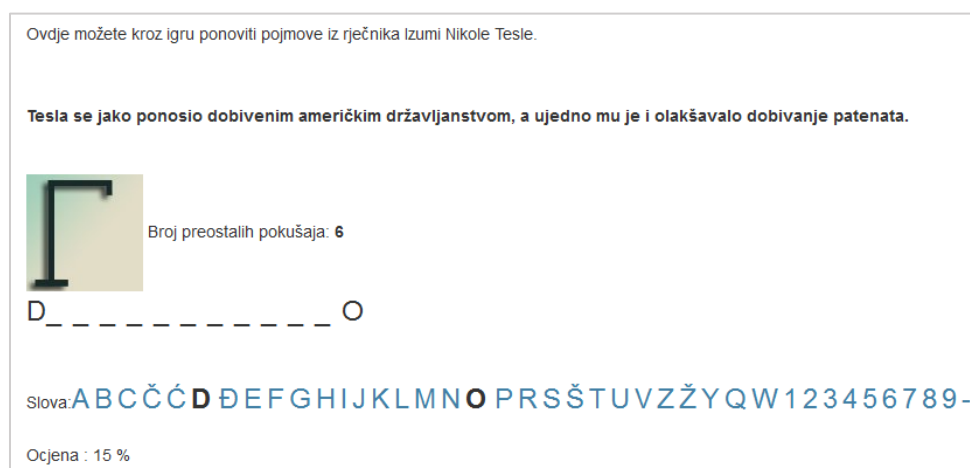 Ovdje možete kroz igru ponoviti pojmove iz rječnika Izumi Nikole Tesle.
Tesla se jako ponosio dobivenim američkim državljanstvom, a ujedno mu je i olakšavalo dobivanje patenata.
Broj preostalih pokušaja: 6
D_ _ _ _ _ _ _ _ _ _ _ O
Slova:A B C Č Ć D Đ E F G H I J K L M N O P R S Š T U V Z Ž Y Q W 1 2 3 4 5 6 7 8 9 -
Ocjena : 15 %